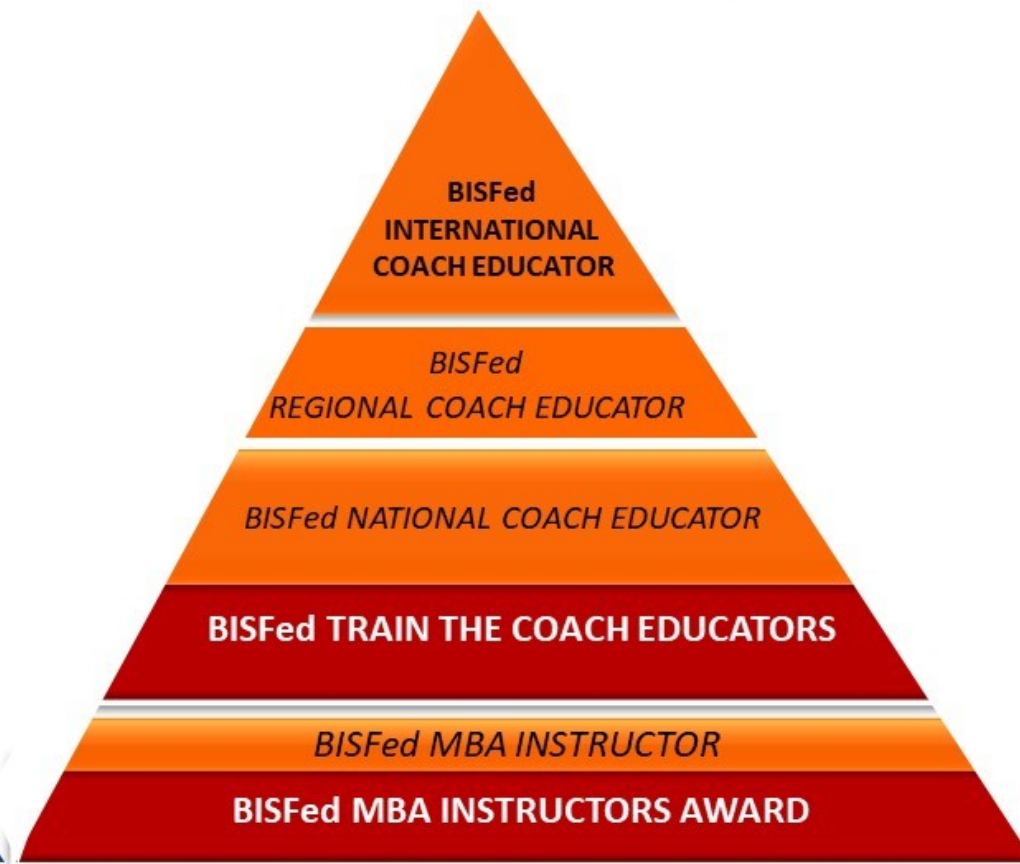 BISFed
INTERNATIONAL
COACH EDUCATOR
BISFed
REGIONAL COACH EDUCATOR
BISFed NATIONAL COACH EDUCATOR
BISFed TRAIN THE COACH EDUCATORS
BISFed MBA INSTRUCTOR
BISFed MBA INSTRUCTORS AWARD